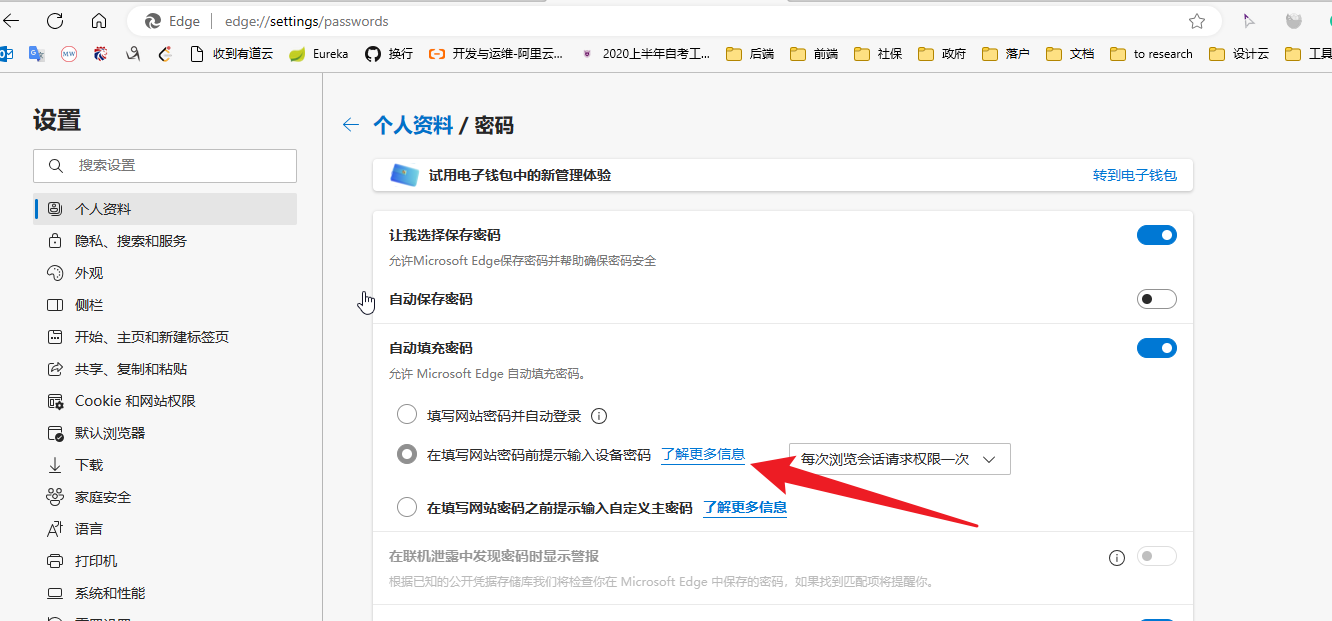 Edge edge://settings/passwords
MW 收到有道云 Eureka 换行 开发与运维-阿里云... 2020上半年自考工... 后端 前端 社保 政府 落户 文档 to research 设计云 工具
设置
搜索设置
个人资料
隐私、搜索和服务
外观
侧栏
开始、主页和新建标签页
共享、复制和粘贴
Cookie 和网站权限
默认浏览器
下载
家庭安全
语言
打印机
系统和性能
个人资料 / 密码
试用电子钱包中的新管理体验 转到电子钱包
让我选择保存密码
允许Microsoft Edge保存密码并帮助确保密码安全
自动保存密码
自动填充密码
允许 Microsoft Edge 自动填充密码。
填写网站密码并自动登录
在填写网站密码前提示输入设备密码 了解更多信息 每次浏览会话请求权限一次
在填写网站密码之前提示输入自定义主密码 了解更多信息
在联机泄露中发现密码时显示警报
根据已知的公开凭据存储库我们将检查你在 Microsoft Edge 中保存的密码，如果找到匹配项将提醒你。